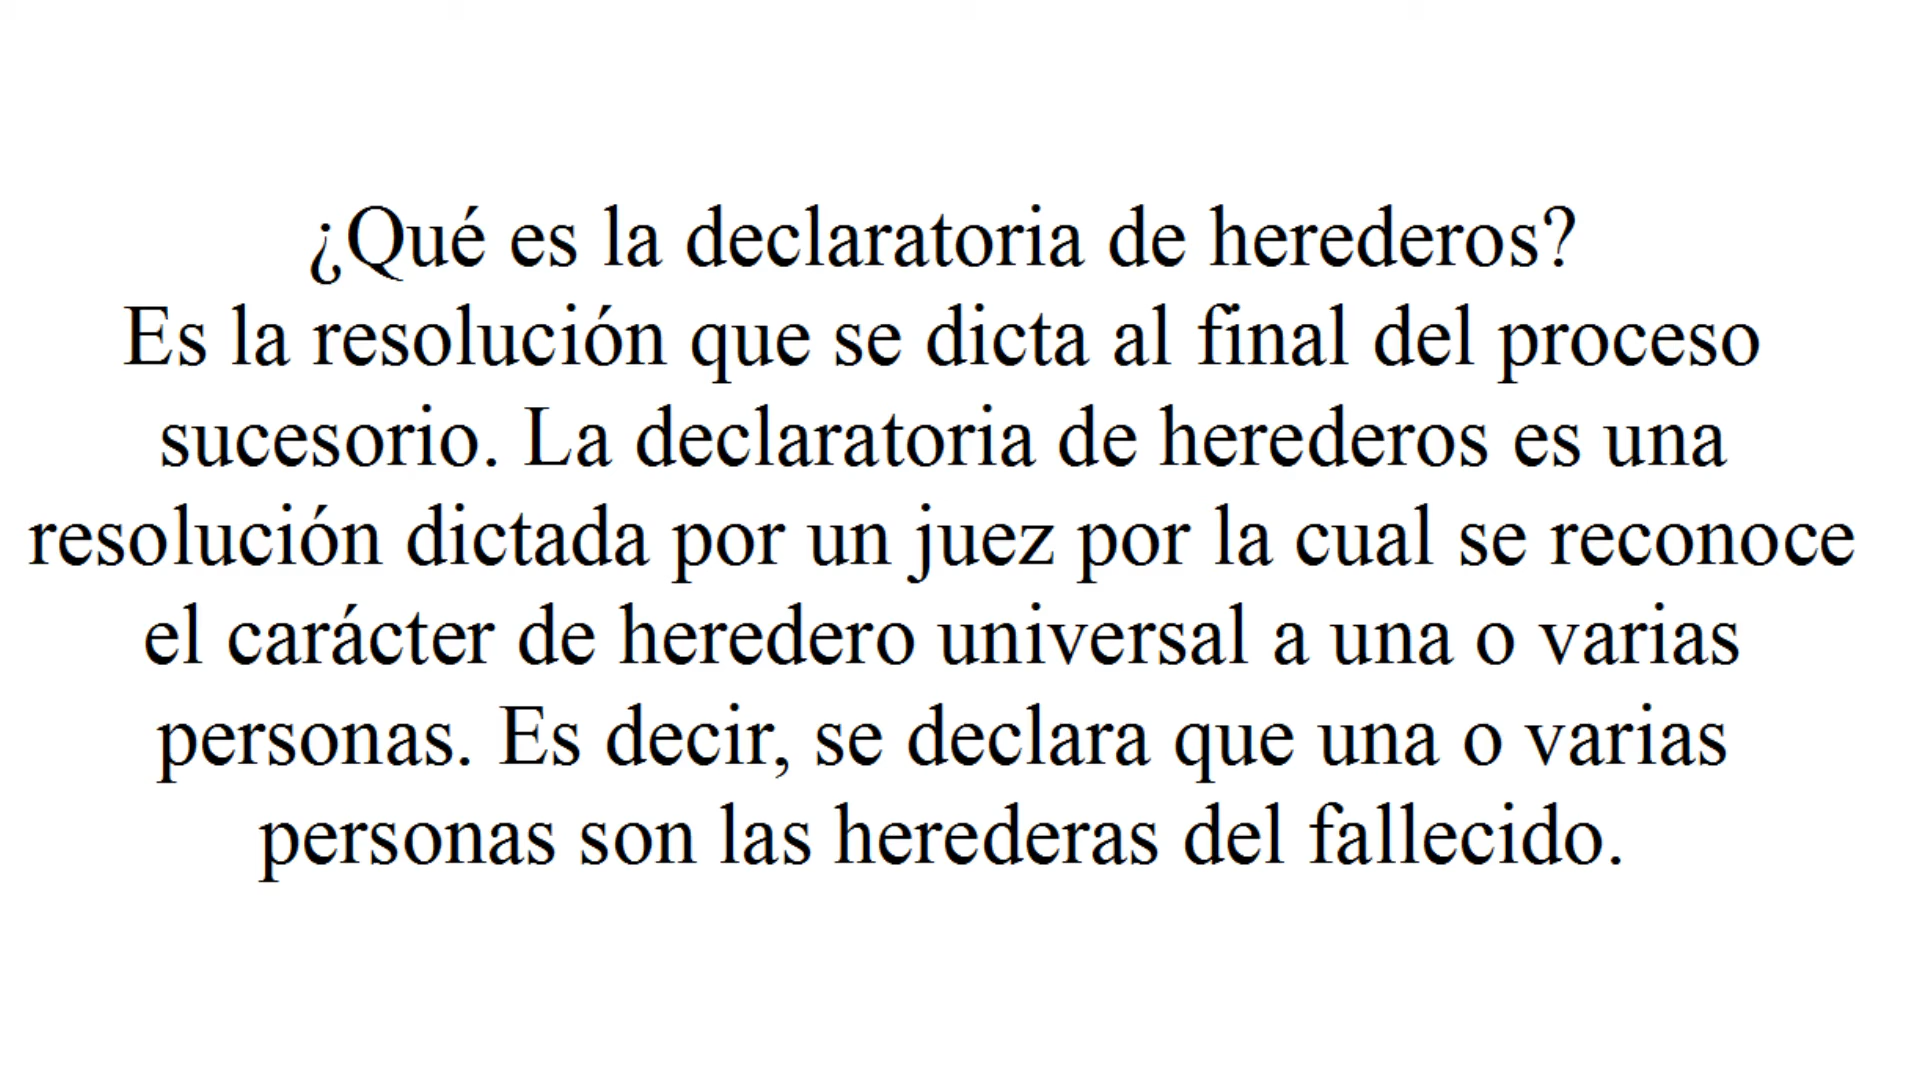 ¿Qué es la declaratoria de herederos?
Es la resolución que se dicta al final del proceso
sucesorio. La declaratoria de herederos es una
resolución dictada por un juez por la cual se reconoce
el carácter de heredero universal a una o varias
personas. Es decir, se declara que una o varias
personas son las herederas del fallecido.